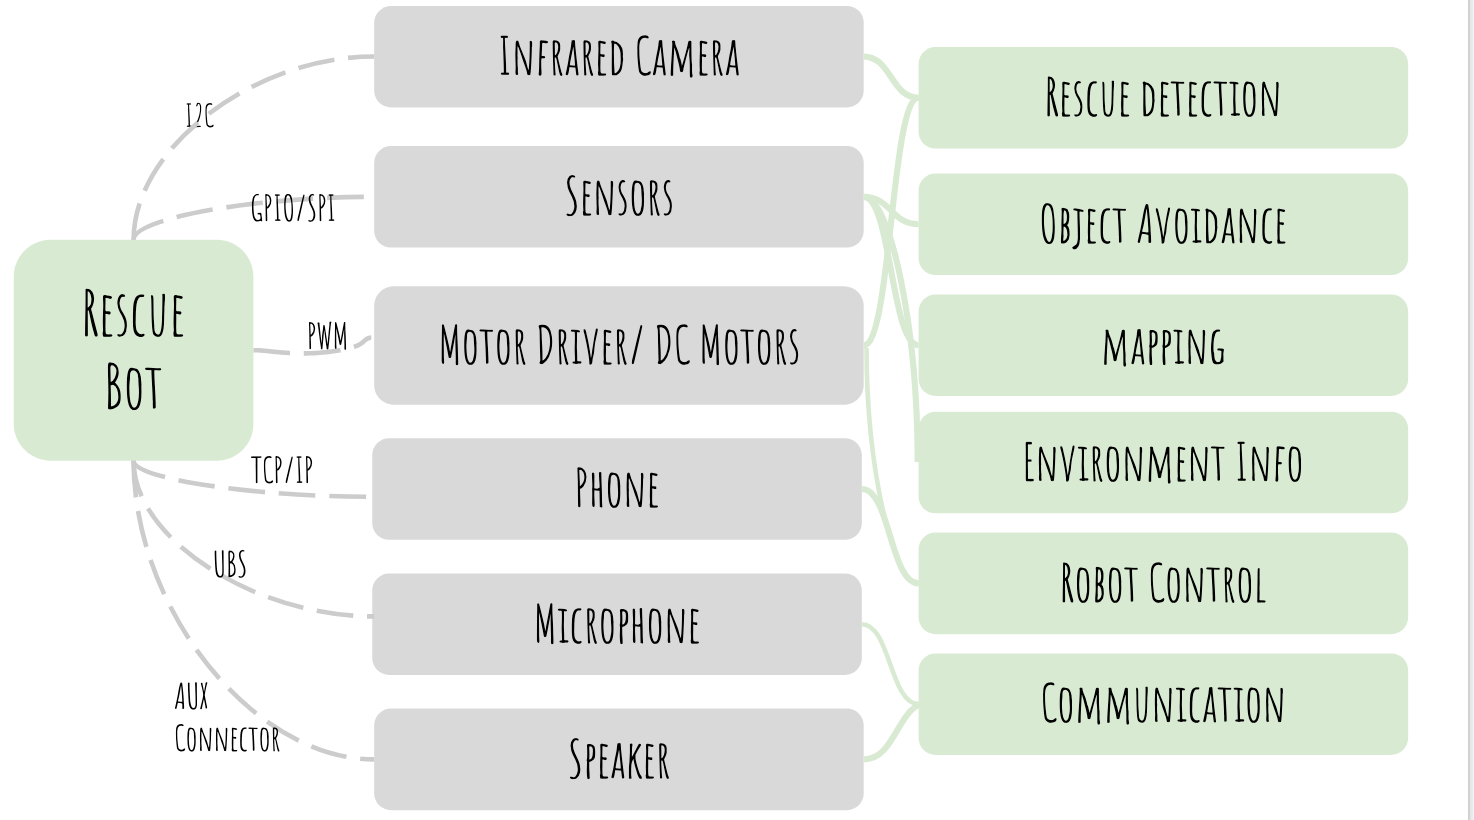 Infrared Camera
Rescue detection
I2C
Sensors
GPIO/SPI
Object Avoidance
Rescue
Bot
PWM
Motor Driver/ DC Motors
mapping
TCP/IP
Phone
Environment Info
UBS
Microphone
Robot Control
AUX
Connector
Speaker
Communication